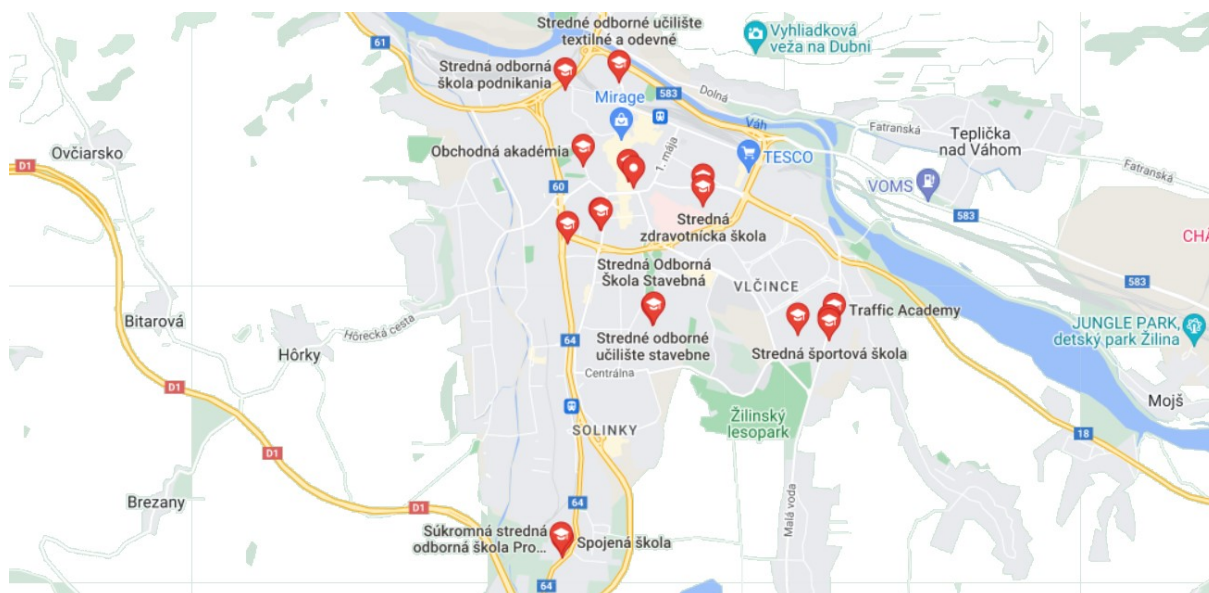 Stredné odborné učilište
textilné a odevné
Vyhliadková
veža na Dubni
61
Stredná odborná
škola podnikania
Mirage
583
Dolná
Váh
Fatranská
Teplička
nad Váhom
Fatranská
Ovčiarsko
D1
Obchodná akadémia
1. mája
TESCO
VOMS
60
583
Stredná
zdravotnícka škola
CHÁ
Stredná Odborná
Škola Stavebná
VLČINCE
583
Bitarová
Hôrky
Hôrecká cesta
64
Stredné odborné
učilište stavebne
Traffic Academy
Stredná športová škola
JUNGLE PARK,
detský park Žilina
Centrálna
Žilinský
lesopark
Mojš
SOLINKY
18
D1
Brezany
D1
64
Malá voda
Súkromná stredná
odborná škola Pro...
Spojená škola
64